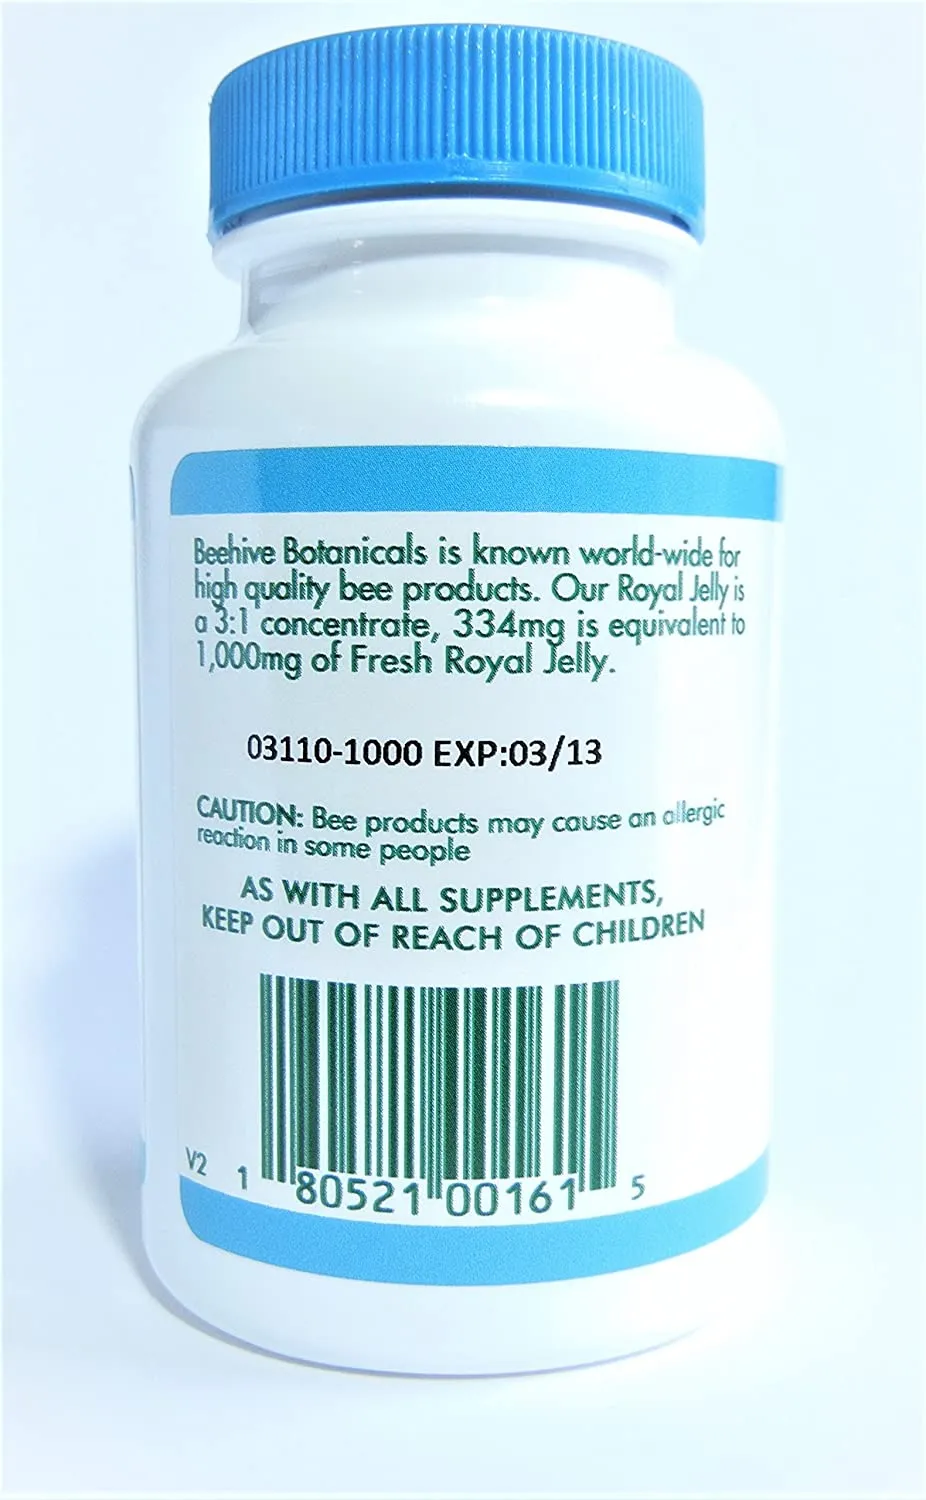 Beehive Botanicals is known world-wide for
high quality bee products. Our Royal Jelly is
a 3:1 concentrate, 334mg is equivalent to
1,000mg of Fresh Royal Jelly.
03110-1000 EXP:03/13
CAUTION: Bee products may cause an allergic
reaction in some people
AS WITH ALL SUPPLEMENTS,
KEEP OUT OF REACH OF CHILDREN
V2 1 80521 00161 5